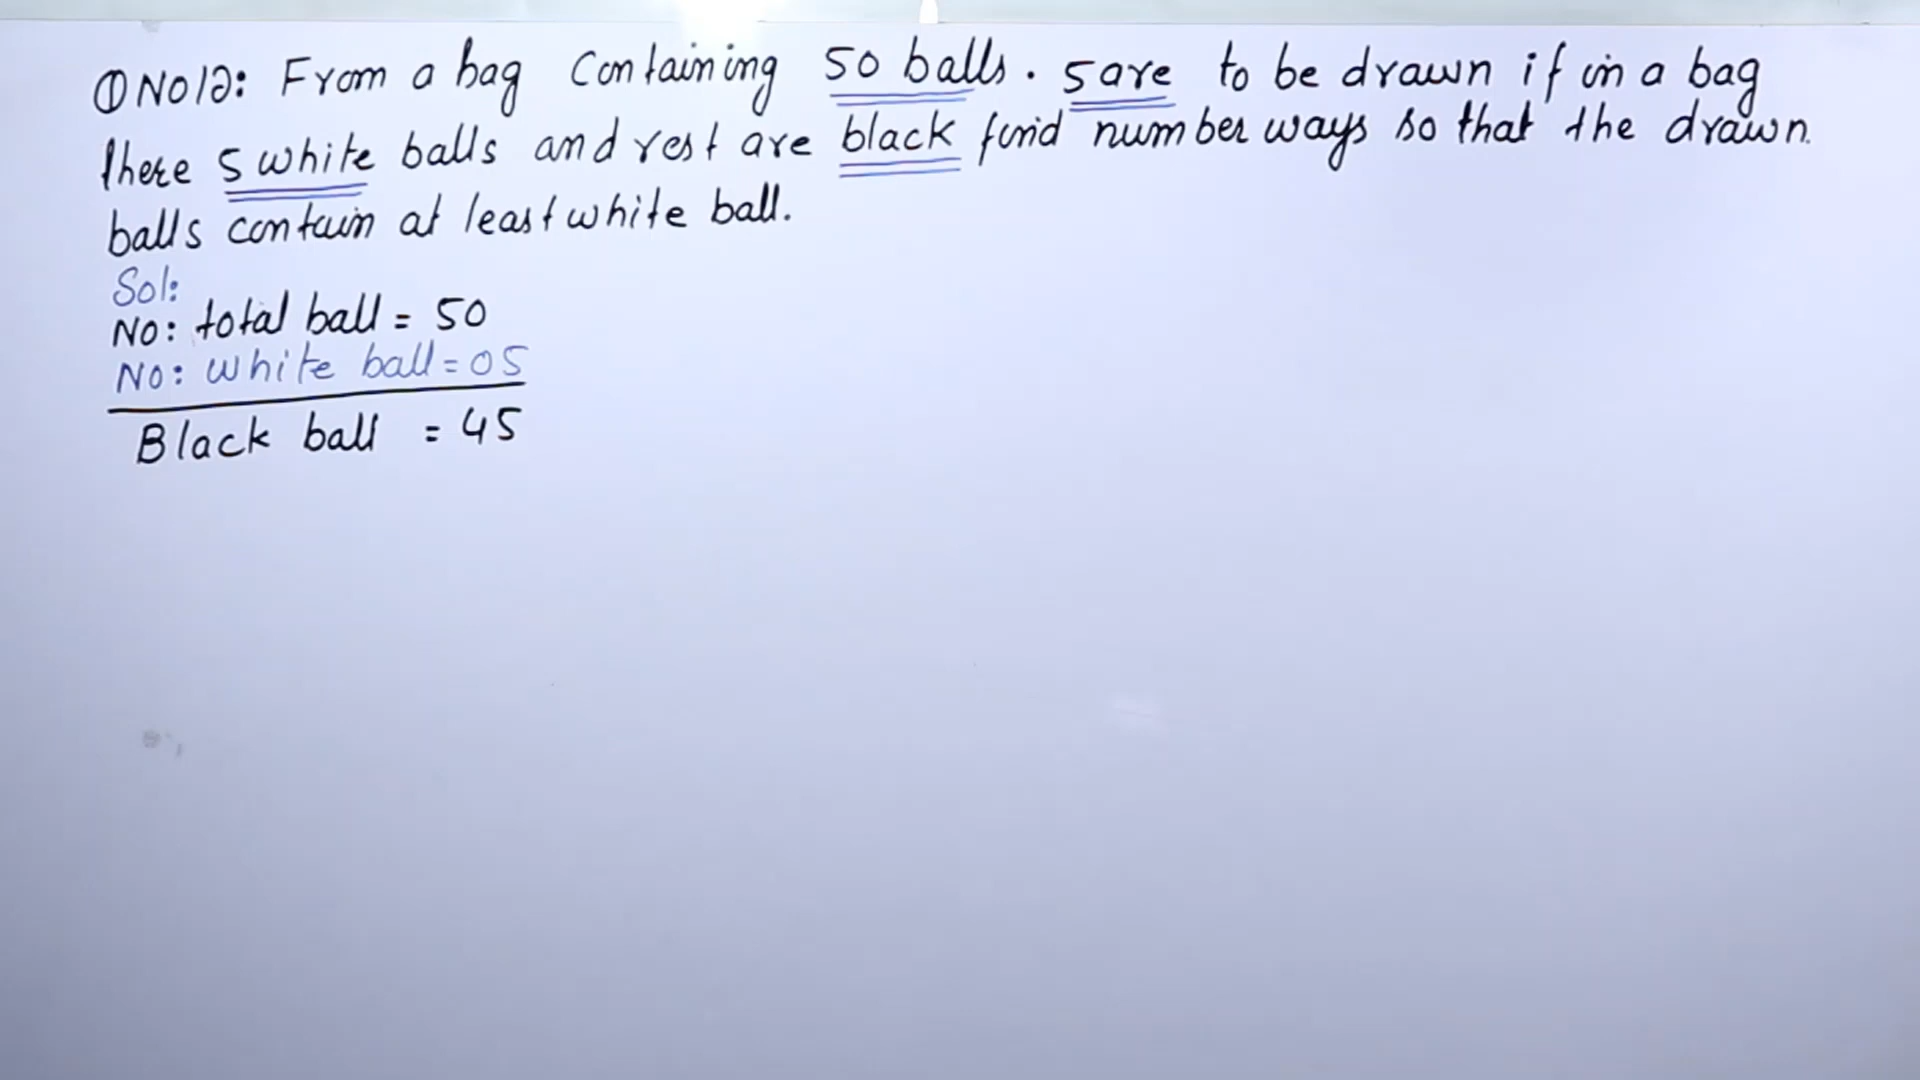 QNo12: From a bag containing 50 balls. 5 are to be drawn if in a bag
there 5 white balls and rest are black find number ways so that the drawn
balls contain at least white ball.
Sol:
No: total ball = 50
No: white ball = 05
Black ball = 45